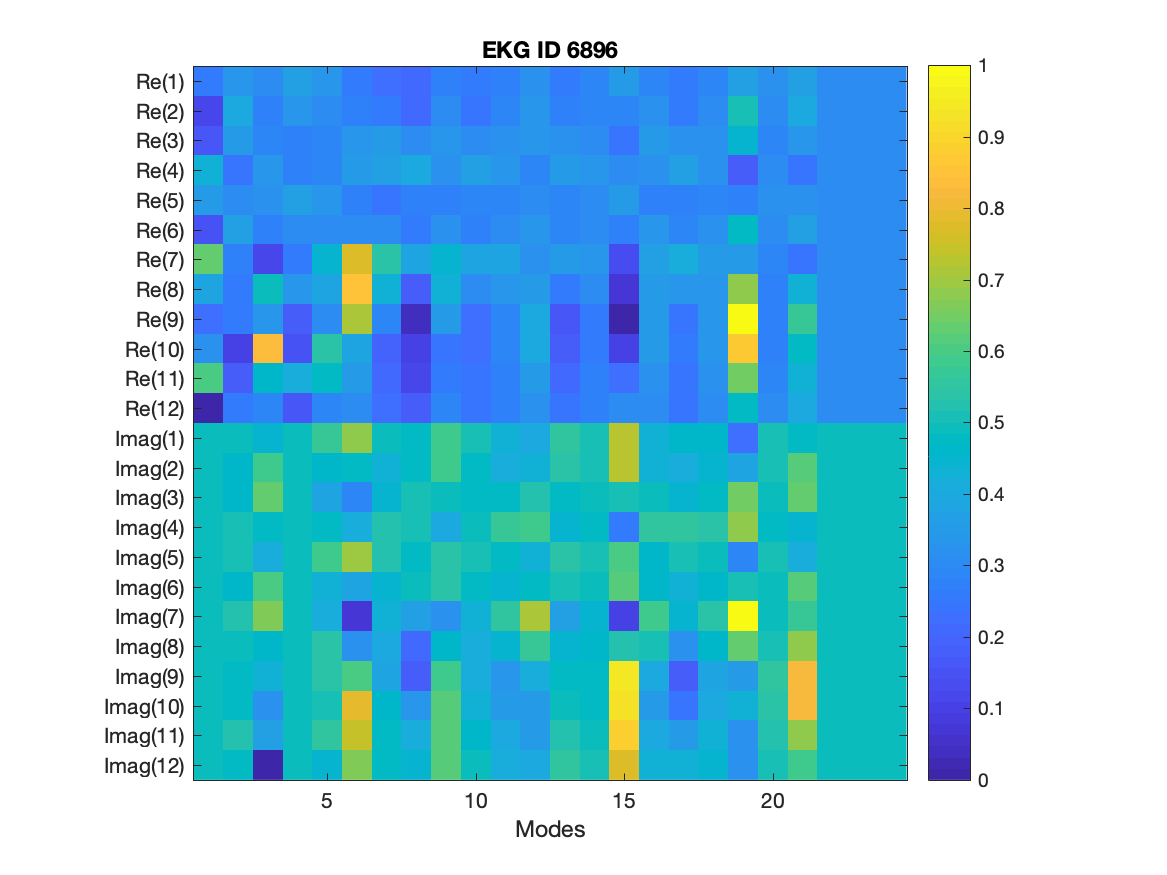 EKG ID 6896
Re(1)
Re(2)
Re(3)
Re(4)
Re(5)
Re(6)
Re(7)
Re(8)
Re(9)
Re(10)
Re(11)
Re(12)
Imag(1)
Imag(2)
Imag(3)
Imag(4)
Imag(5)
Imag(6)
Imag(7)
Imag(8)
Imag(9)
Imag(10)
Imag(11)
Imag(12)
5 10 15 20
Modes
1
0.9
0.8
0.7
0.6
0.5
0.4
0.3
0.2
0.1
0